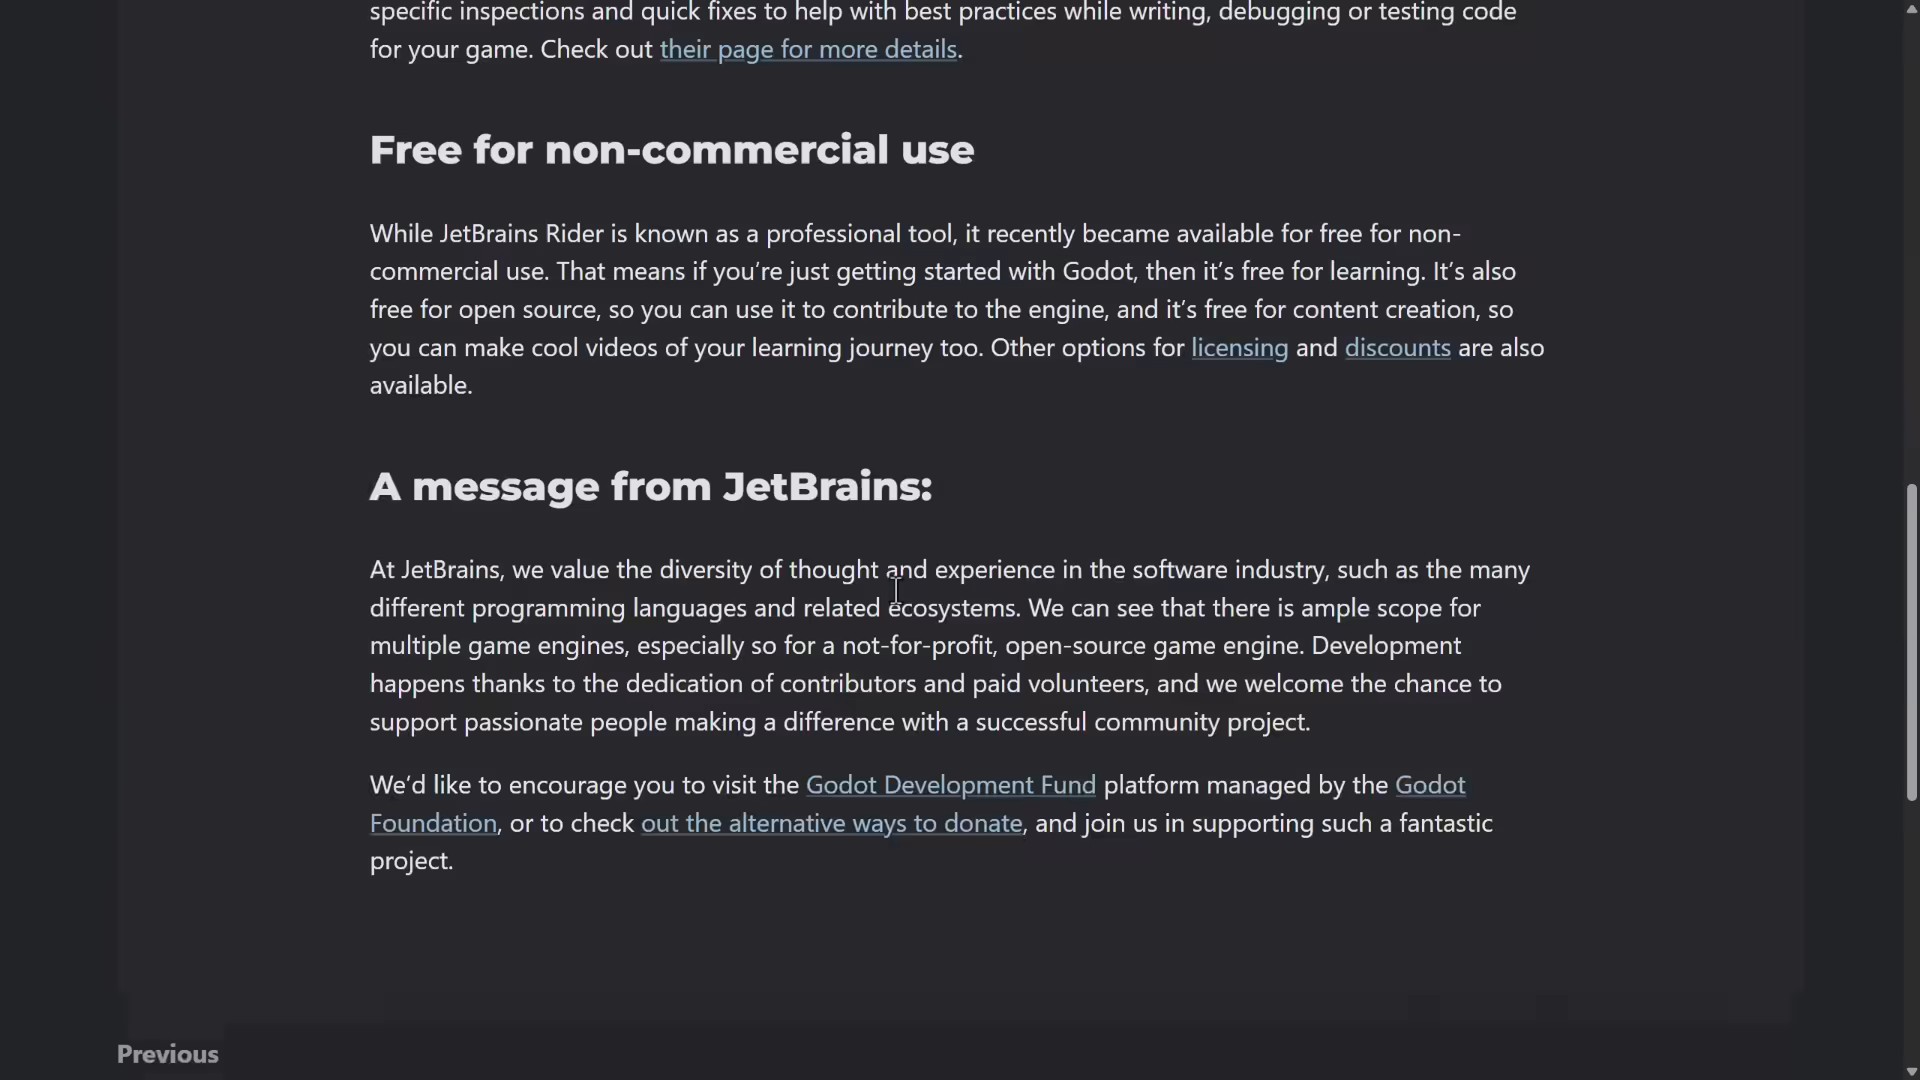 specific inspections and quick fixes to help with best practices while writing, debugging or testing code
for your game. Check out their page for more details.
Free for non-commercial use
While JetBrains Rider is known as a professional tool, it recently became available for free for non-
commercial use. That means if you’re just getting started with Godot, then it’s free for learning. It’s also
free for open source, so you can use it to contribute to the engine, and it’s free for content creation, so
you can make cool videos of your learning journey too. Other options for licensing and discounts are also
available.
A message from JetBrains:
At JetBrains, we value the diversity of thought and experience in the software industry, such as the many
different programming languages and related ecosystems. We can see that there is ample scope for
multiple game engines, especially so for a not-for-profit, open-source game engine. Development
happens thanks to the dedication of contributors and paid volunteers, and we welcome the chance to
support passionate people making a difference with a successful community project.
We’d like to encourage you to visit the Godot Development Fund platform managed by the Godot
Foundation, or to check out the alternative ways to donate, and join us in supporting such a fantastic
project.
Previous